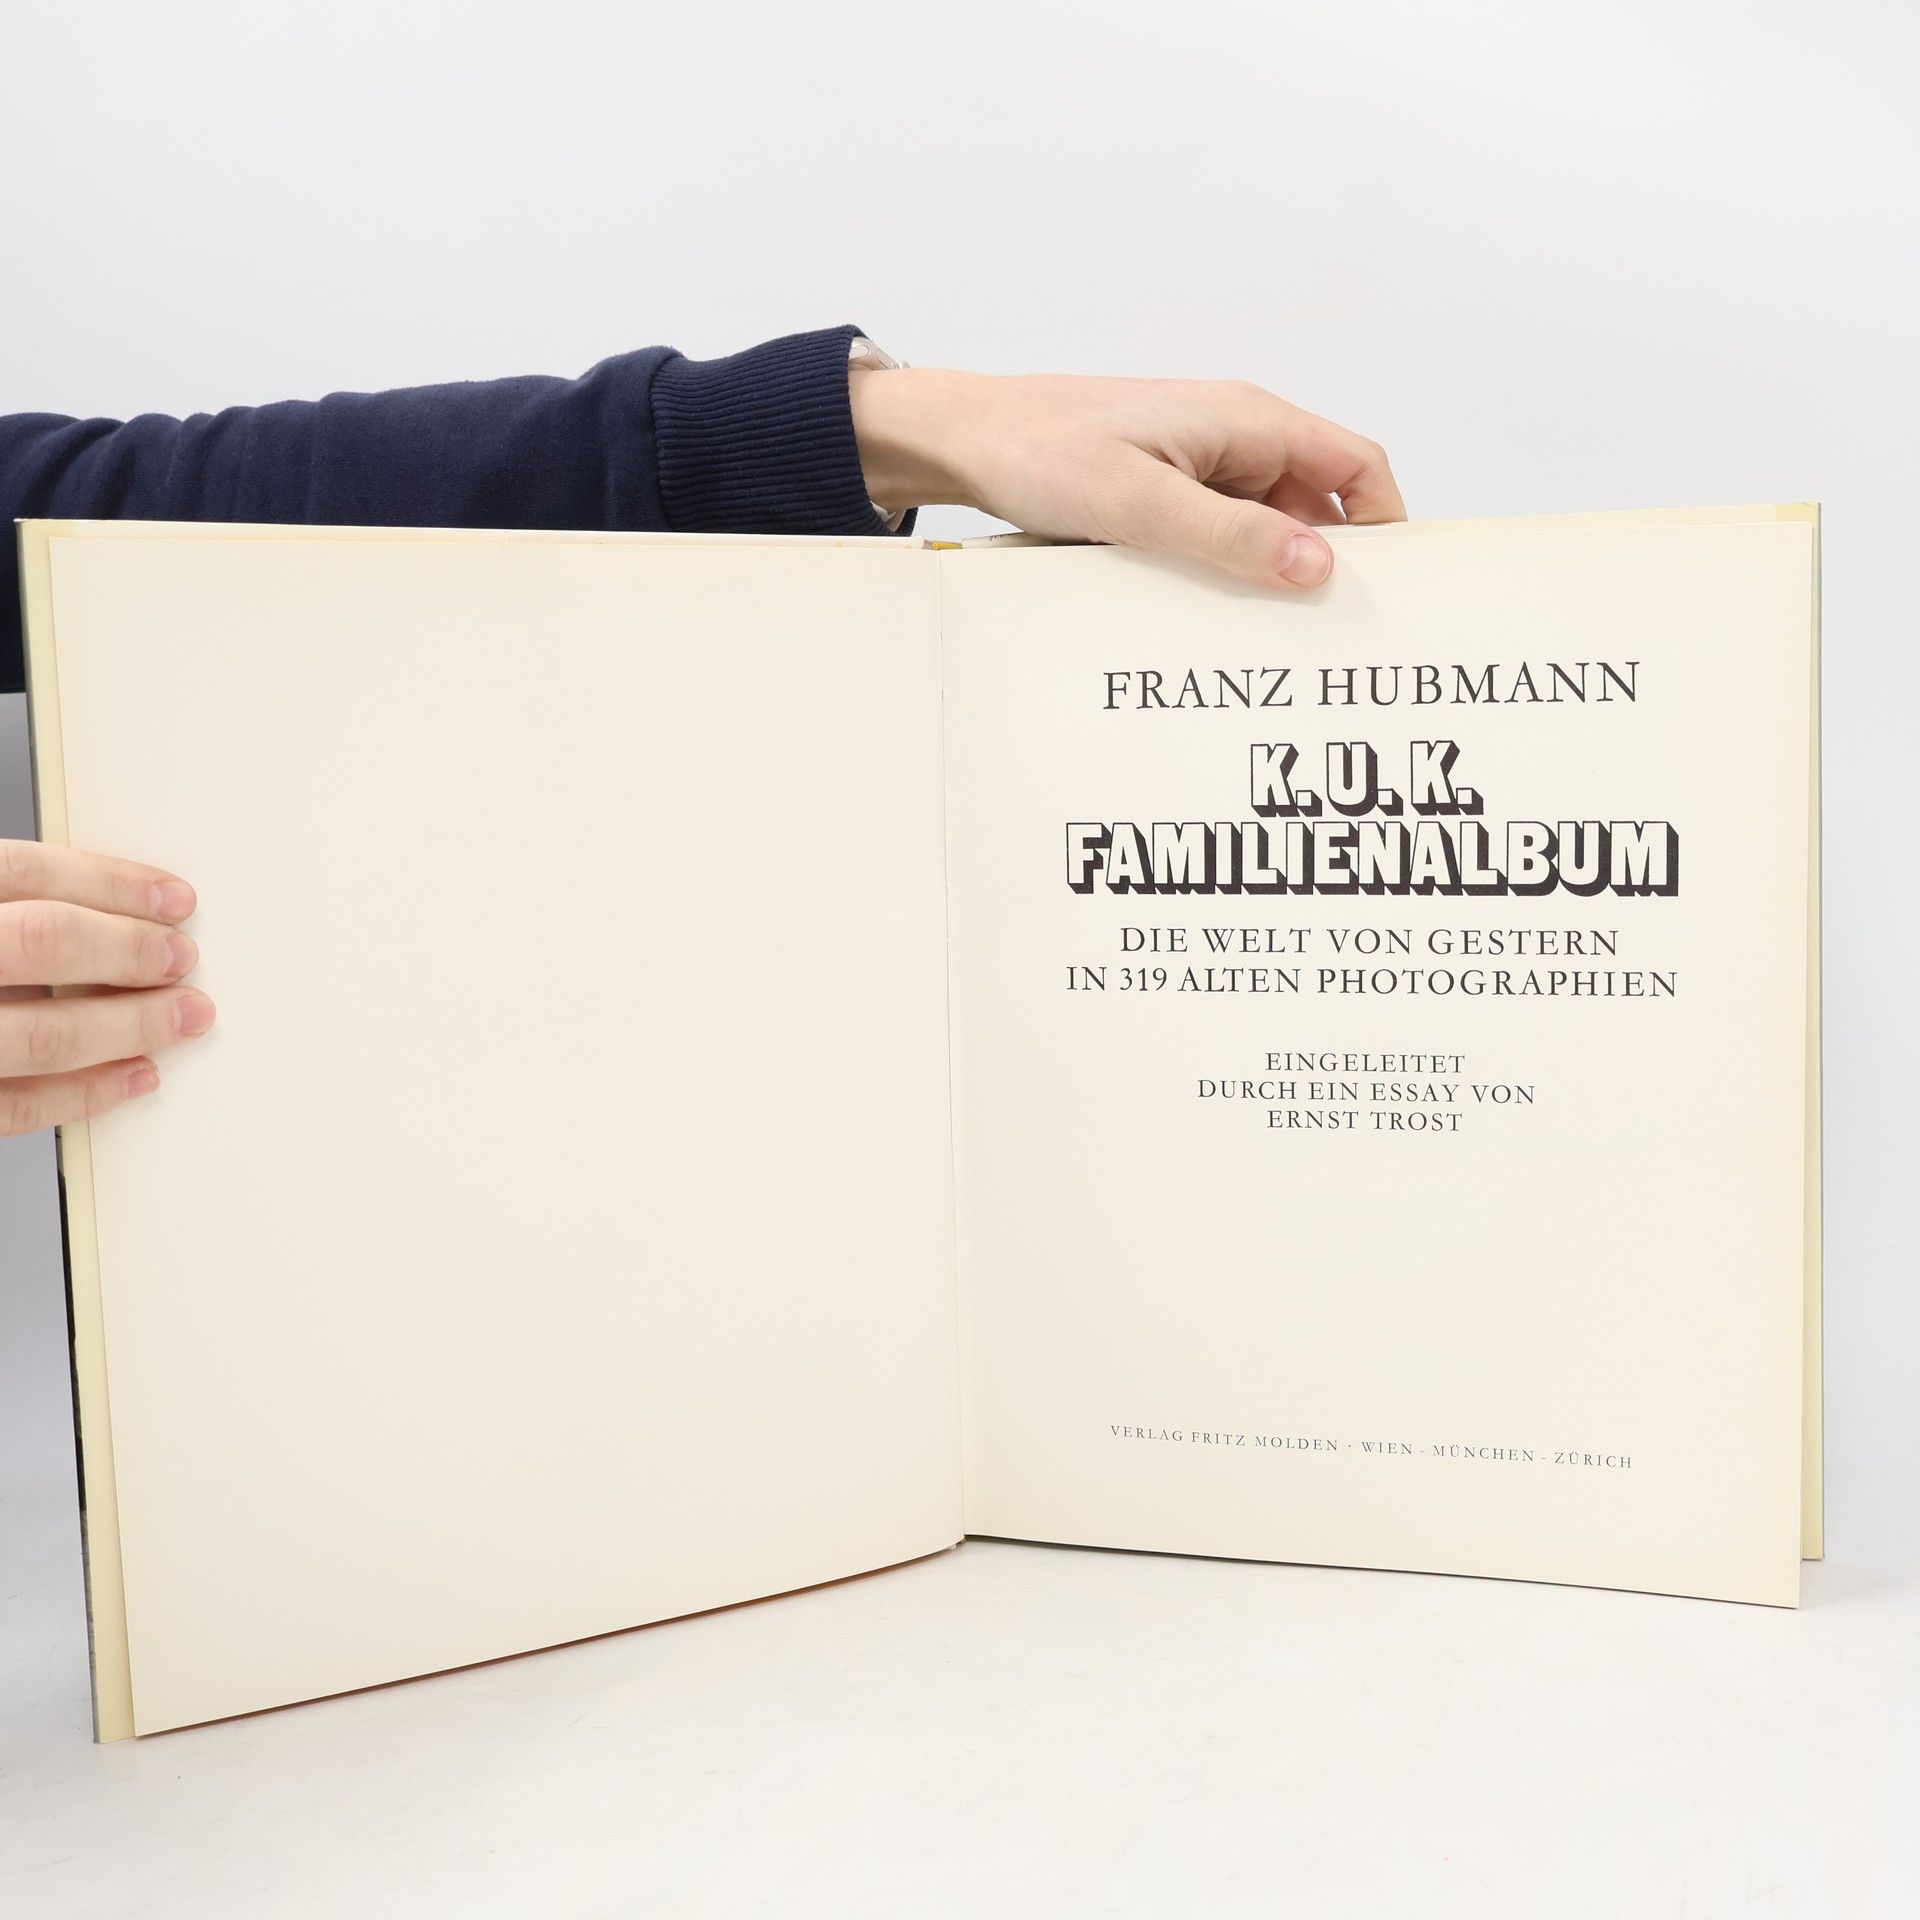 FRANZ HUBMANN
K.U.K.
FAMILIENALBUM
DIE WELT VON GESTERN
IN 319 ALTEN PHOTOGRAPHIEN
EINGELEITET
DURCH EIN ESSAY VON
ERNST TROST
VERLAG FRITZ MOLDEN · WIEN - MÜNCHEN - ZÜRICH